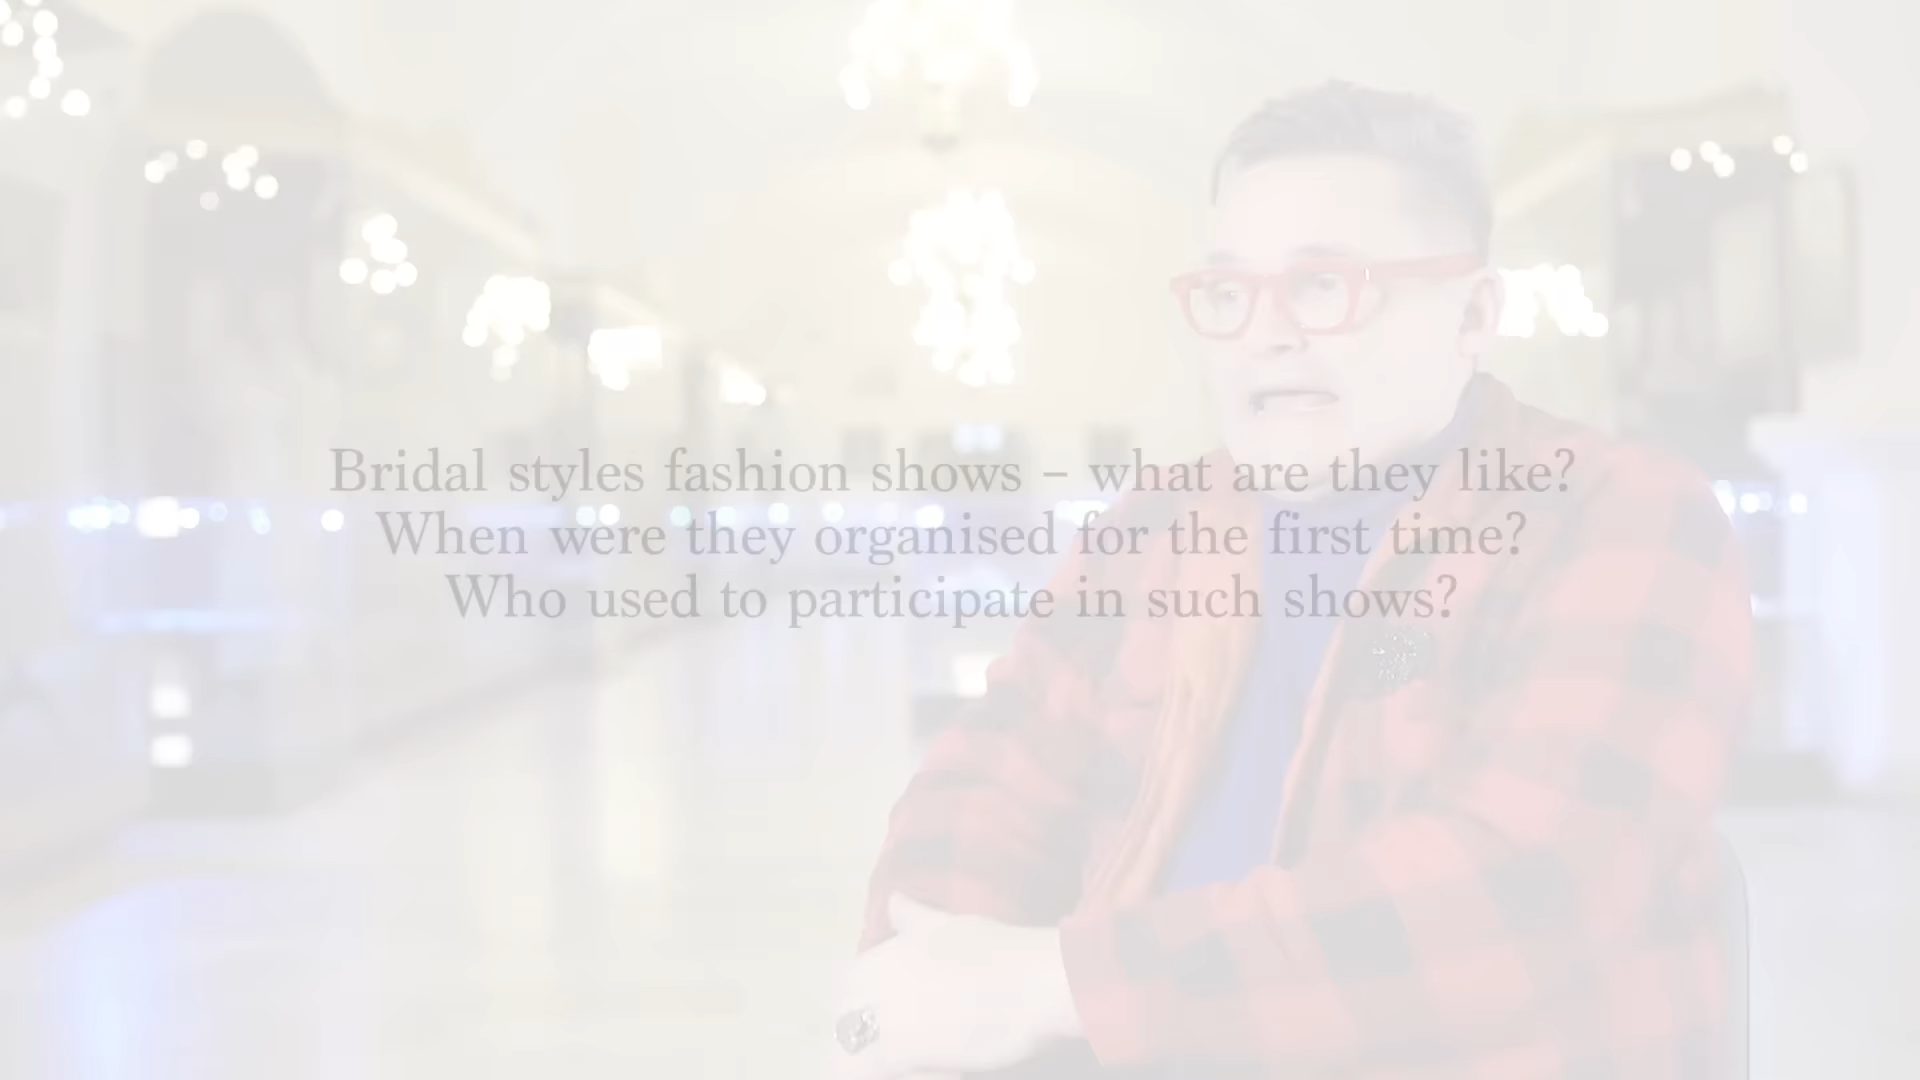 Bridal styles fashion shows – what are they like?
When were they organised for the first time?
Who used to participate in such shows?